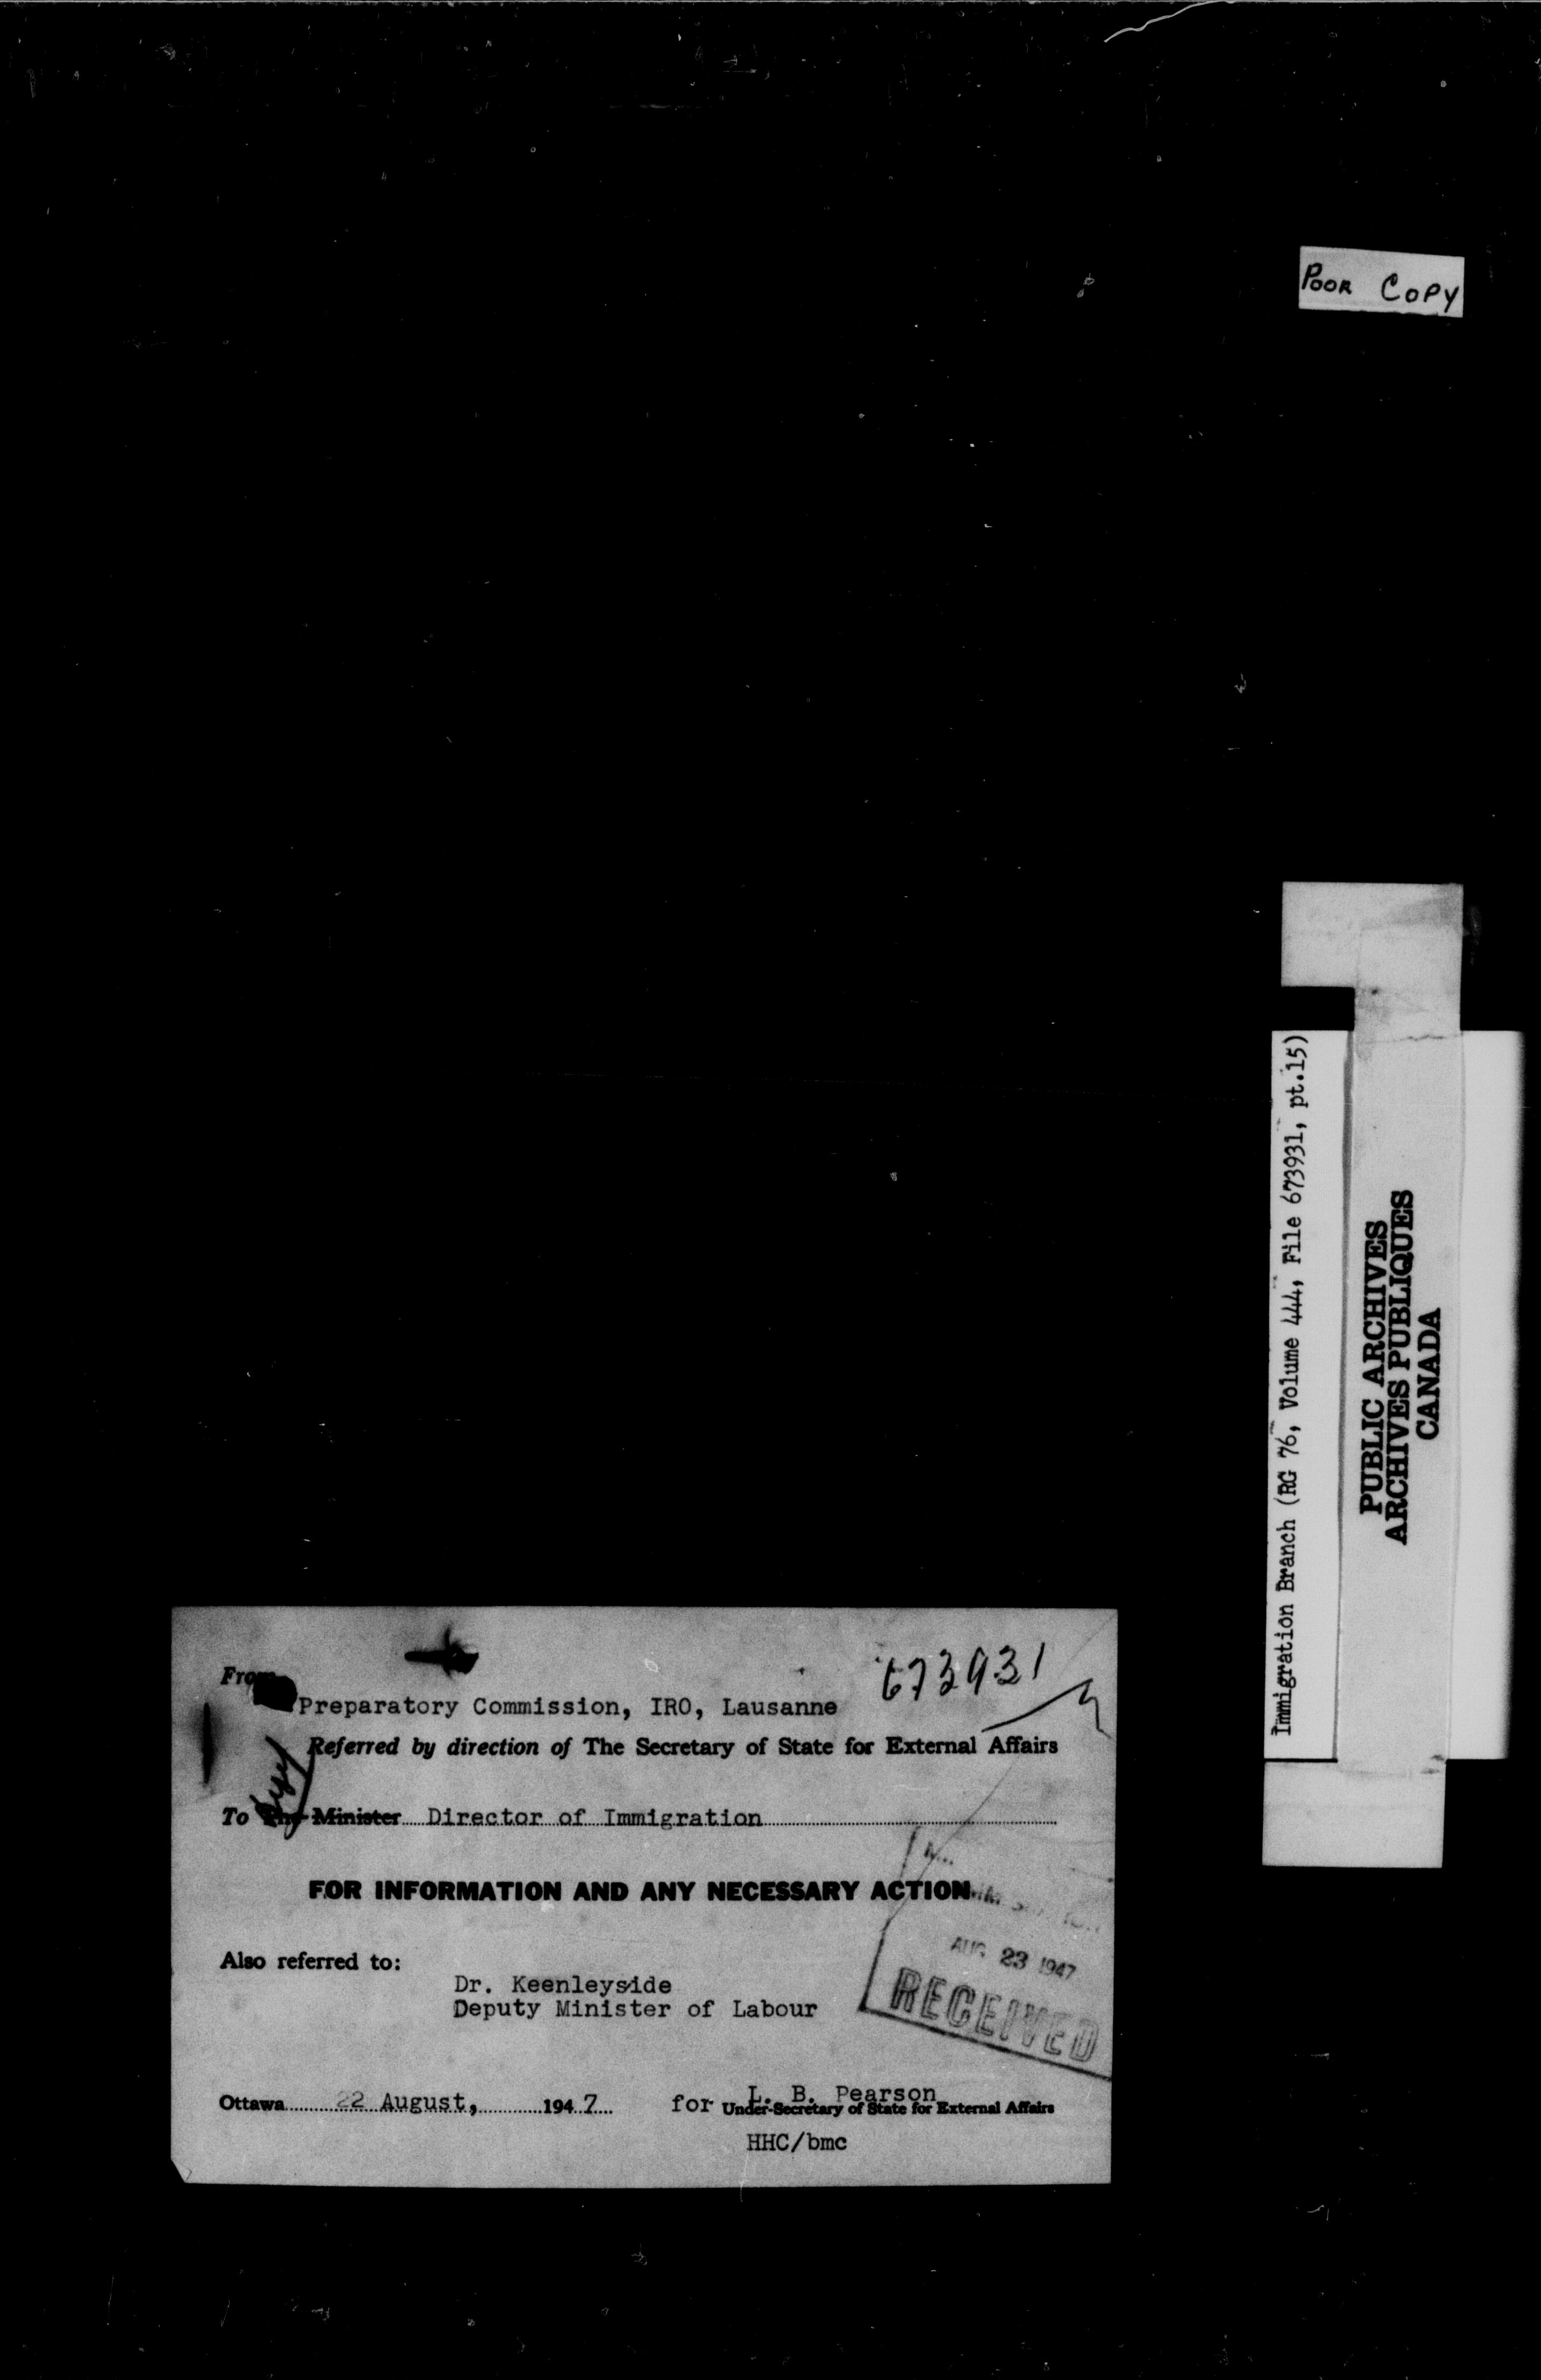 Poor Copy
Immigration Branch (RG 76, Volume 444, File 673931, pt.15)
PUBLIC ARCHIVES
ARCHIVES PUBLIQUES
CANADA
673931
From
Preparatory Commission, IRO, Lausanne
Referred by direction of The Secretary of State for External Affairs
To The Minister Director of Immigration
FOR INFORMATION AND ANY NECESSARY ACTION
Also referred to:
Dr. Keenleyside
Deputy Minister of Labour
AUG 23 1947
RECEIVED
Ottawa 22 August, 1947
for L. B. Pearson
Under-Secretary of State for External Affairs
HHC/bmc